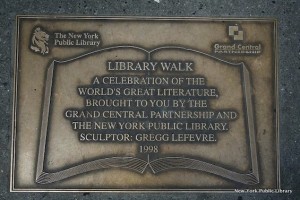 The New York
Public Library
Grand Central
PARTNERSHIP
LIBRARY WALK
A CELEBRATION OF THE
WORLD'S GREAT LITERATURE,
BROUGHT TO YOU BY THE
GRAND CENTRAL PARTNERSHIP AND
THE NEW YORK PUBLIC LIBRARY.
SCULPTOR: GREGG LEFEVRE.
1998
New York Public Library